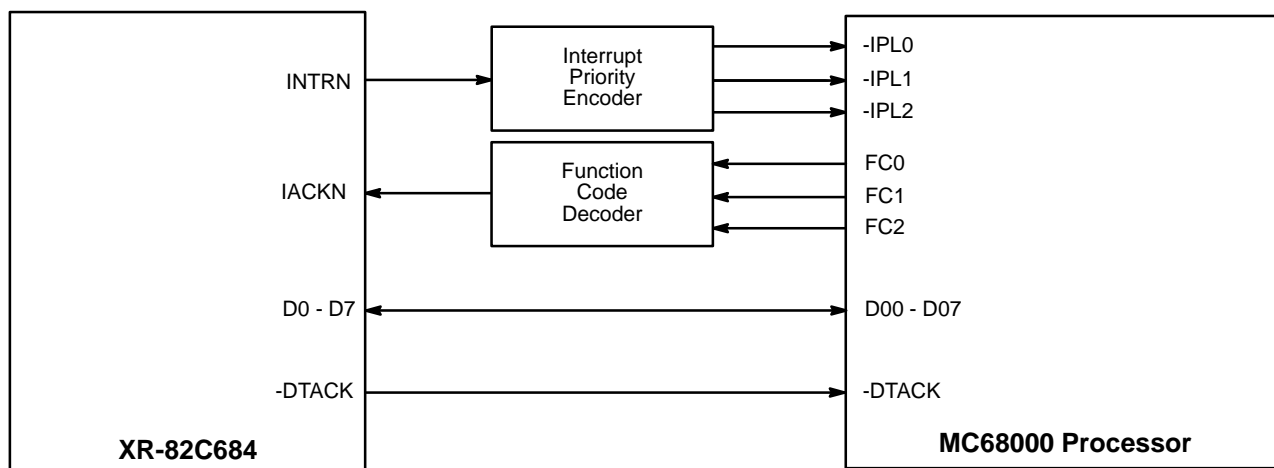 INTRN
Interrupt
Priority
Encoder
-IPL0
-IPL1
-IPL2
IACKN
Function
Code
Decoder
FC0
FC1
FC2
D0 - D7
D00 - D07
-DTACK
-DTACK
XR-82C684
MC68000 Processor